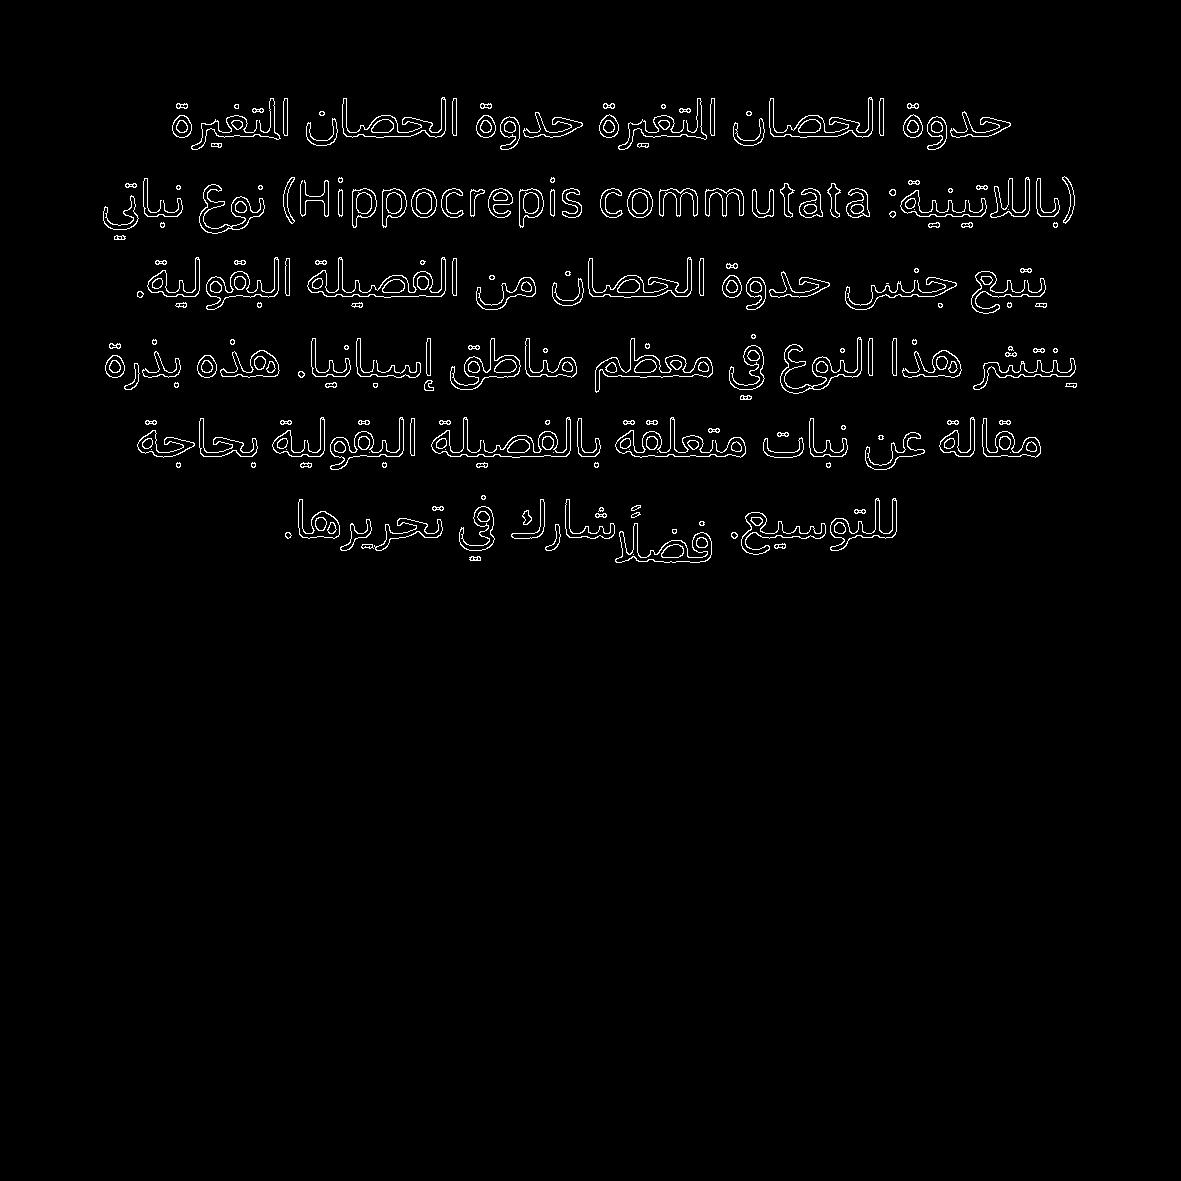 حدوة الحصان المتغيرة حدوة الحصان المتغيرة
(باللاتينية: Hippocrepis commutata) نوع نباتي
يتبع جنس حدوة الحصان من الفصيلة البقولية.
ينتشر هذا النوع في معظم مناطق إسبانيا. هذه بذرة
مقالة عن نبات متعلقة بالفصيلة البقولية بحاجة
للتوسيع. فضلًا شارك في تحريرها.